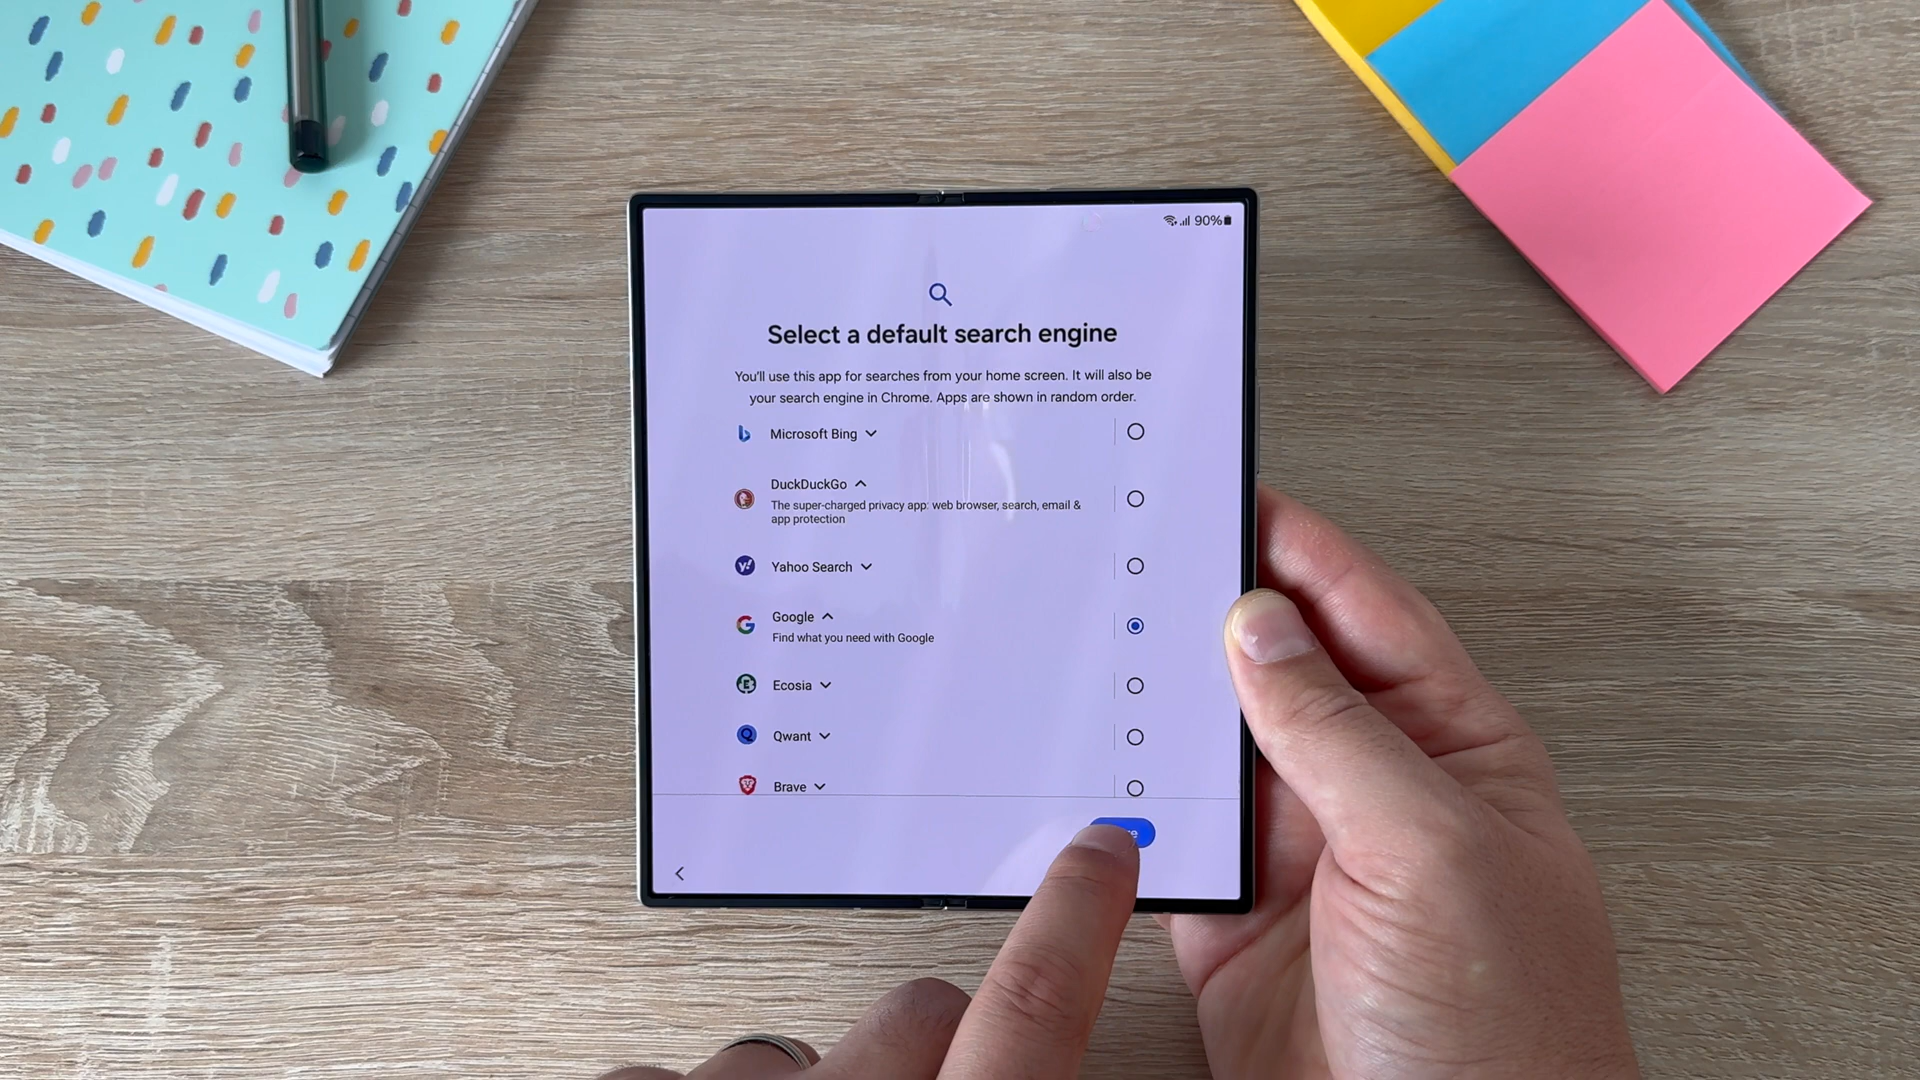 90%
Select a default search engine
You'll use this app for searches from your home screen. It will also be
your search engine in Chrome. Apps are shown in random order.
Microsoft Bing
DuckDuckGo
The super-charged privacy app: web browser, search, email &
app protection
Yahoo Search
Google
Find what you need with Google
Ecosia
Qwant
Brave